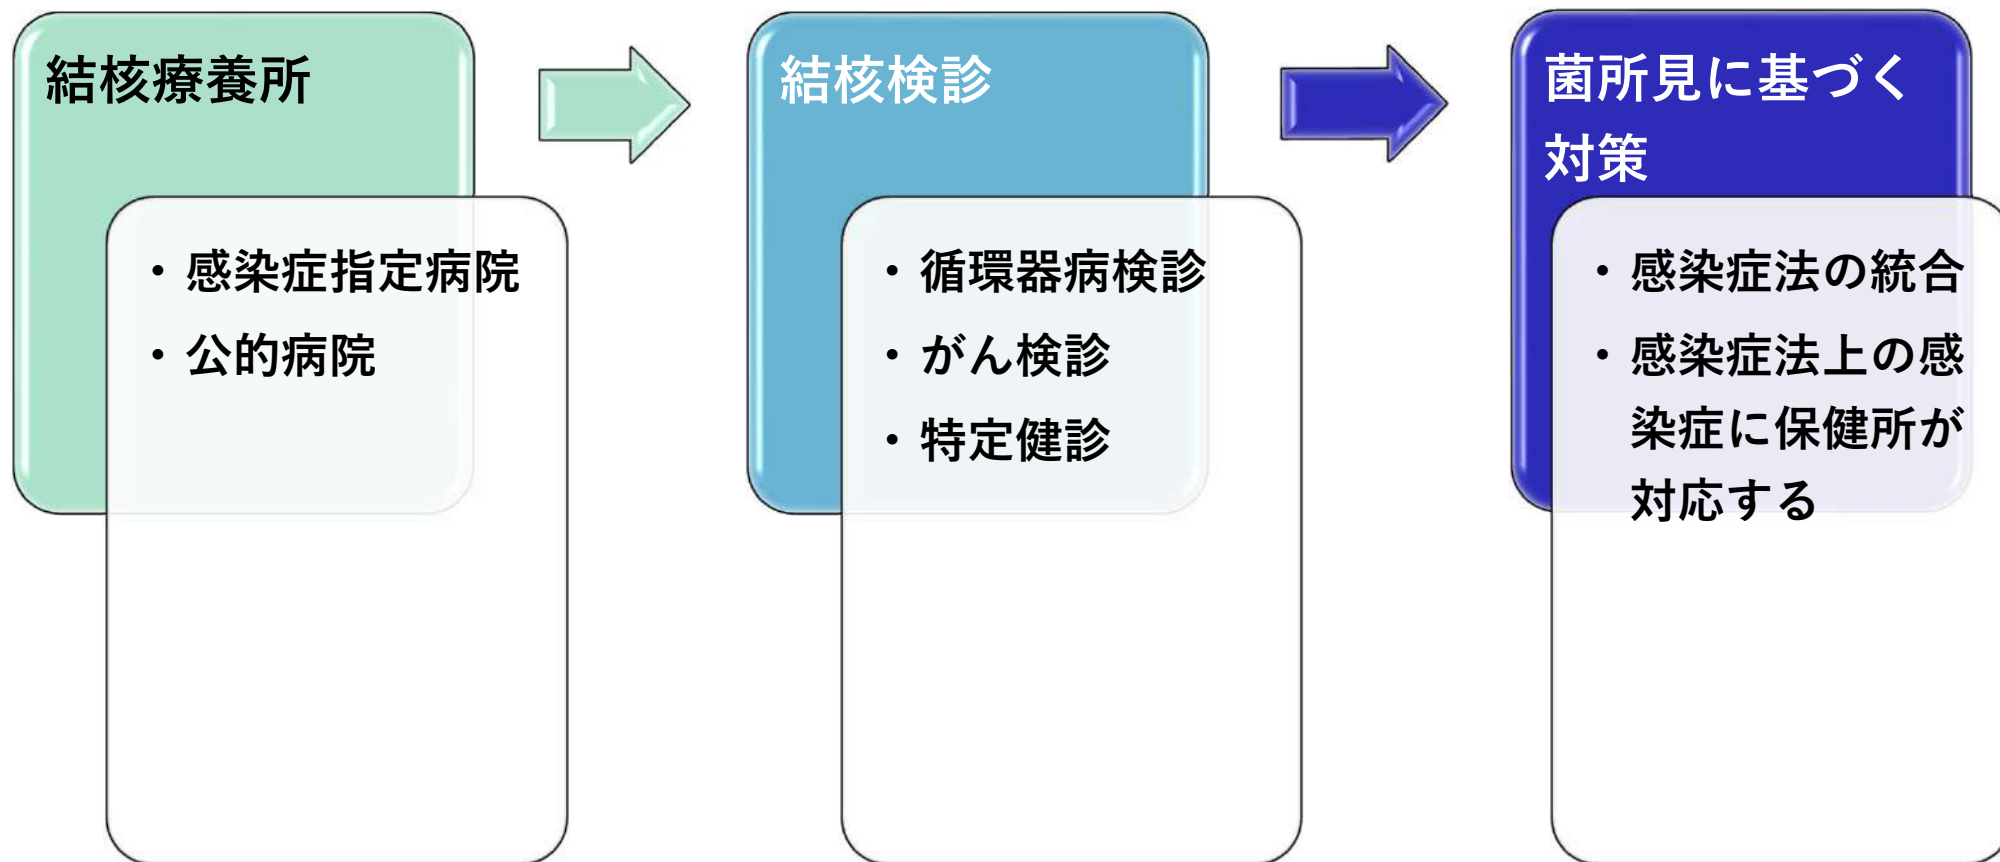 結核療養所
・感染症指定病院
・公的病院
結核検診
・循環器病検診
・がん検診
・特定健診
菌所見に基づく
対策
・感染症法の統合
・感染症法上の感
染症に保健所が
対応する